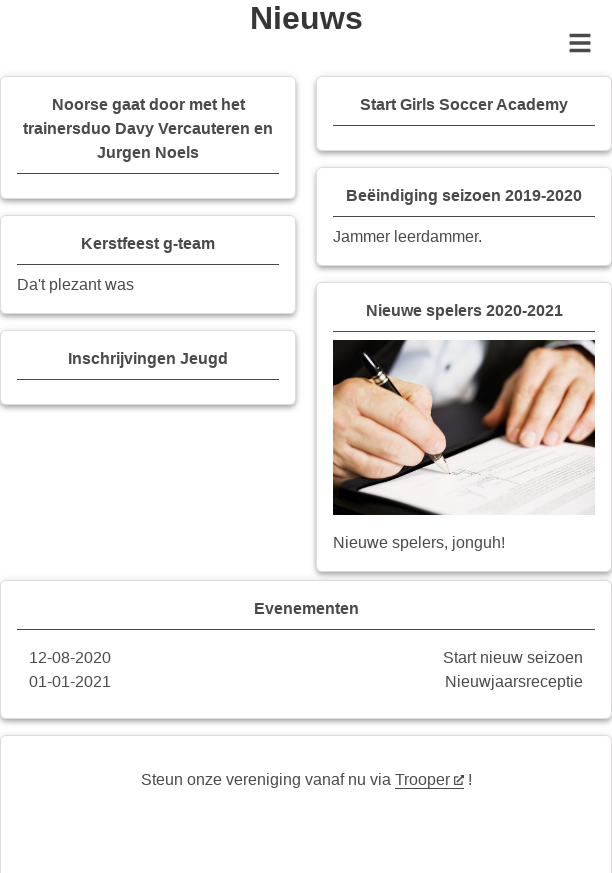 Nieuws
Noorse gaat door met het
trainersduo Davy Vercauteren en
Jurgen Noels
Kerstfeest g-team
Da't plezant was
Inschrijvingen Jeugd
Start Girls Soccer Academy
Beëindiging seizoen 2019-2020
Jammer leerdammer.
Nieuwe spelers 2020-2021
Nieuwe spelers, jonguh!
Evenementen
12-08-2020 Start nieuw seizoen
01-01-2021 Nieuwjaarsreceptie
Steun onze vereniging vanaf nu via Trooper !